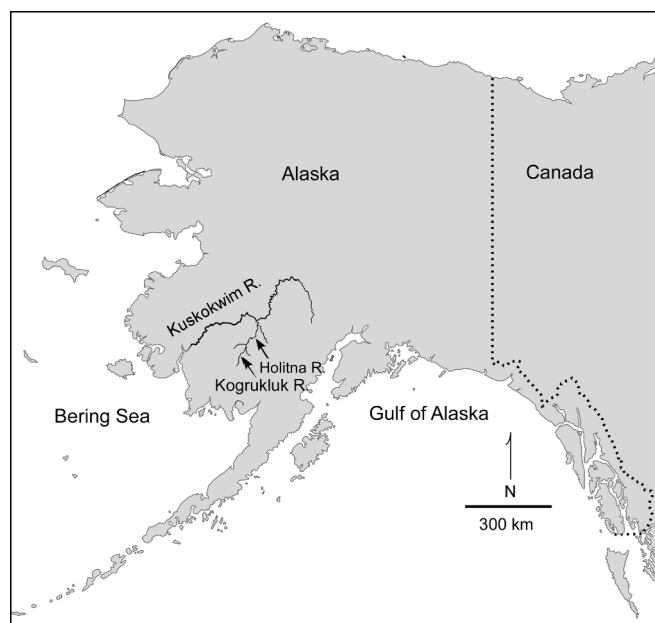 Alaska
Canada
Kuskokwim R.
Holitna R.
Kogrukluk R.
Bering Sea
Gulf of Alaska
N
300 km